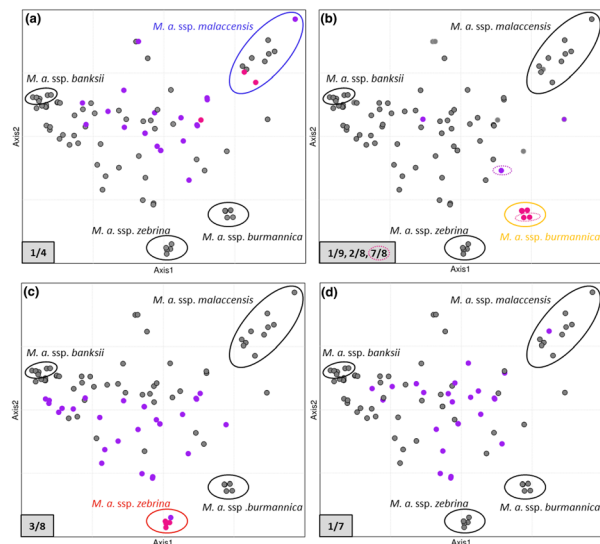 (a)
M. a. ssp. malaccensis
M. a. ssp. banksii
Axis2
M. a. ssp. zebrina
M. a. ssp. burmannica
1/4
Axis1
(b)
M. a. ssp. malaccensis
M. a. ssp. banksii
Axis2
M. a. ssp. burmannica
M. a. ssp. zebrina
1/9, 2/8, 7/8
Axis1
(c)
M. a. ssp. malaccensis
M. a. ssp. banksii
Axis2
M. a. ssp. zebrina
M. a. ssp .burmannica
3/8
Axis1
(d)
M. a. ssp. malaccensis
M. a. ssp. banksii
Axis2
M. a. ssp. burmannica
M. a. ssp. zebrina
1/7
Axis1